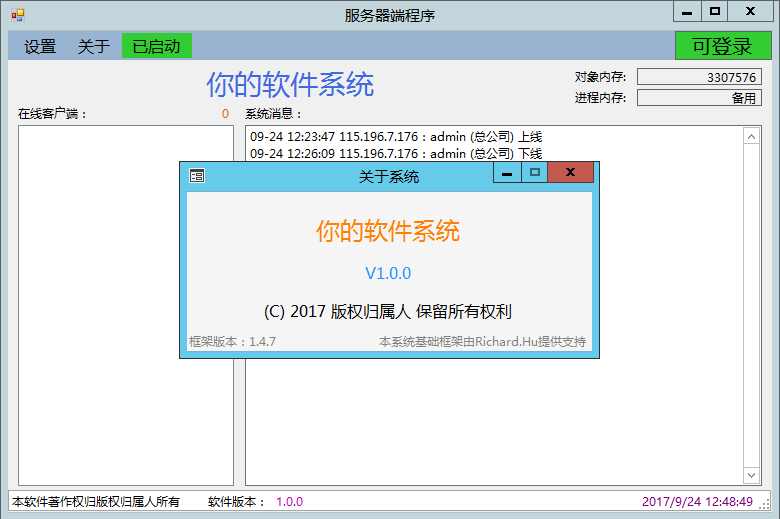 服务器端程序
设置 关于 已启动 可登录
你的软件系统
对象内存: 3307576
进程内存: 备用
在线客户端： 0
系统消息：
09-24 12:23:47 115.196.7.176 : admin (总公司) 上线
09-24 12:26:09 115.196.7.176 : admin (总公司) 下线
关于系统
你的软件系统
V1.0.0
(C) 2017 版权归属人 保留所有权利
框架版本：1.4.7 本系统基础框架由Richard.Hu提供支持
本软件著作权归版权归属人所有 软件版本： 1.0.0 2017/9/24 12:48:49